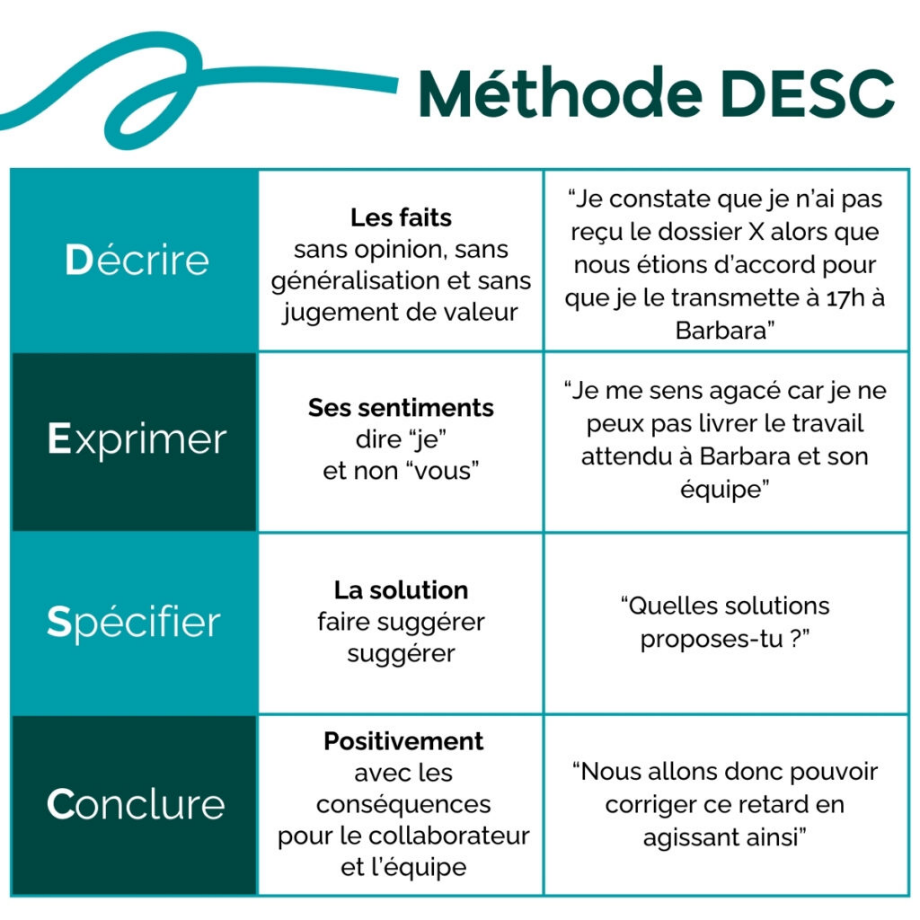 Méthode DESC
Décrire
Les faits
sans opinion, sans
généralisation et sans
jugement de valeur
“Je constate que je n’ai pas
reçu le dossier X alors que
nous étions d’accord pour
que je le transmette à 17h à
Barbara”
Exprimer
Ses sentiments
dire “je”
et non “vous”
“Je me sens agacé car je ne
peux pas livrer le travail
attendu à Barbara et son
équipe”
Spécifier
La solution
faire suggérer
suggérer
“Quelles solutions
proposes-tu ?”
Conclure
Positivement
avec les
conséquences
pour le collaborateur
et l’équipe
“Nous allons donc pouvoir
corriger ce retard en
agissant ainsi”